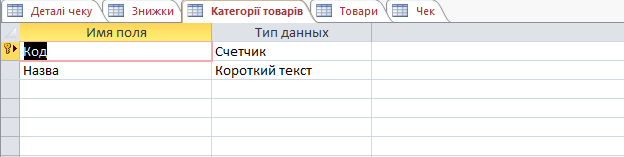 Деталі чеку Знижки Категорії товарів Товари Чек
Имя поля Тип данных
Код Счетчик
Назва Короткий текст